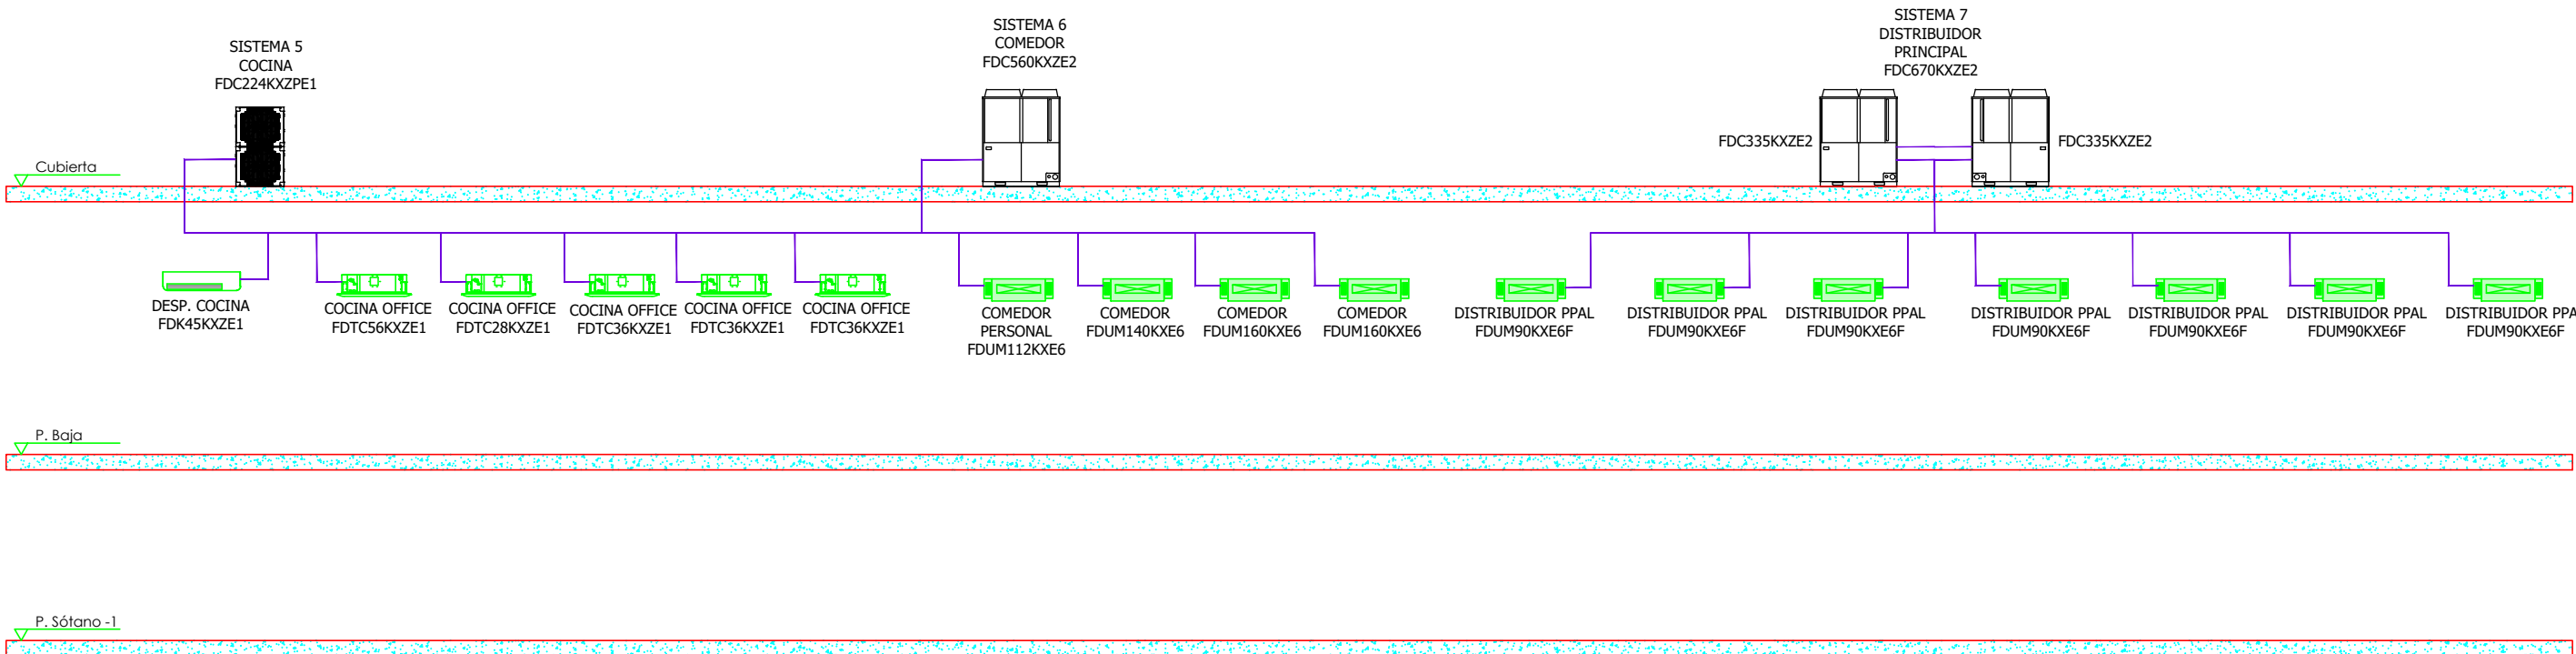 SISTEMA 5
COCINA
FDC224KXZPE1
SISTEMA 6
COMEDOR
FDC560KXZE2
SISTEMA 7
DISTRIBUIDOR
PRINCIPAL
FDC670KXZE2
FDC335KXZE2
FDC335KXZE2
Cubierta
DESP. COCINA
FDK45KXZE1
COCINA OFFICE
FDTC56KXZE1
COCINA OFFICE
FDTC28KXZE1
COCINA OFFICE
FDTC36KXZE1
COCINA OFFICE
FDTC36KXZE1
COCINA OFFICE
FDTC36KXZE1
COMEDOR
PERSONAL
FDUM112KXE6
COMEDOR
FDUM140KXE6
COMEDOR
FDUM160KXE6
COMEDOR
FDUM160KXE6
DISTRIBUIDOR PPAL
FDUM90KXE6F
DISTRIBUIDOR PPAL
FDUM90KXE6F
DISTRIBUIDOR PPAL
FDUM90KXE6F
DISTRIBUIDOR PPAL
FDUM90KXE6F
DISTRIBUIDOR PPAL
FDUM90KXE6F
DISTRIBUIDOR PPAL
FDUM90KXE6F
DISTRIBUIDOR PPA
FDUM90KXE6F
P. Baja
P. Sótano -1